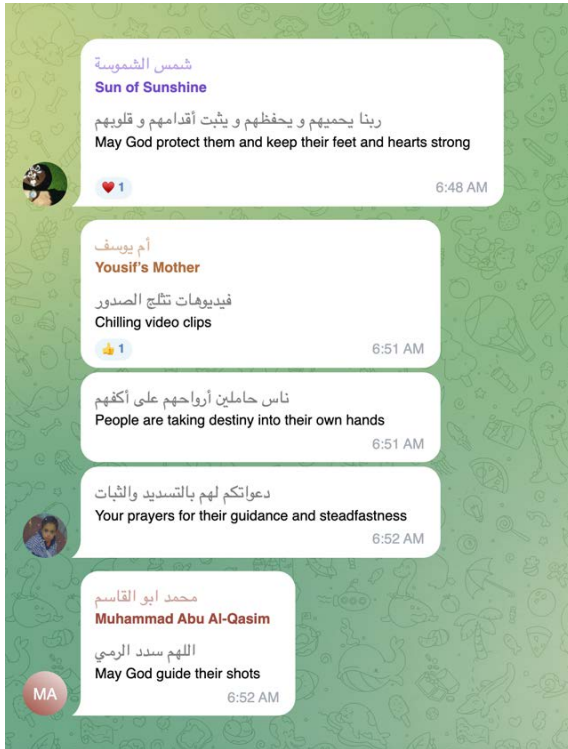 شمس الشموسة
Sun of Sunshine
ربنا يحميهم و يحفظهم و يثبت أقدامهم و قلوبهم
May God protect them and keep their feet and hearts strong
1
6:48 AM
أم يوسف
Yousif's Mother
فيديوهات تثلج الصدور
Chilling video clips
1
6:51 AM
ناس حاملين أرواحهم على أكفهم
People are taking destiny into their own hands
6:51 AM
دعواتكم لهم بالتسديد والثبات
Your prayers for their guidance and steadfastness
6:52 AM
محمد ابو القاسم
Muhammad Abu Al-Qasim
اللهم سدد الرمي
May God guide their shots
MA
6:52 AM